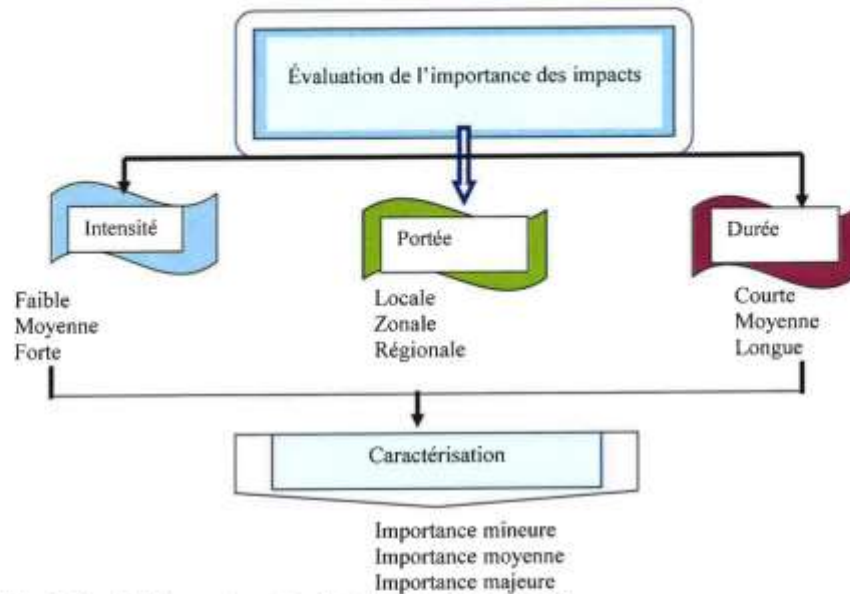 Évaluation de l'importance des impacts
Intensité
Portée
Durée
Faible
Moyenne
Forte
Locale
Zonale
Régionale
Courte
Moyenne
Longue
Caractérisation
Importance mineure
Importance moyenne
Importance majeure